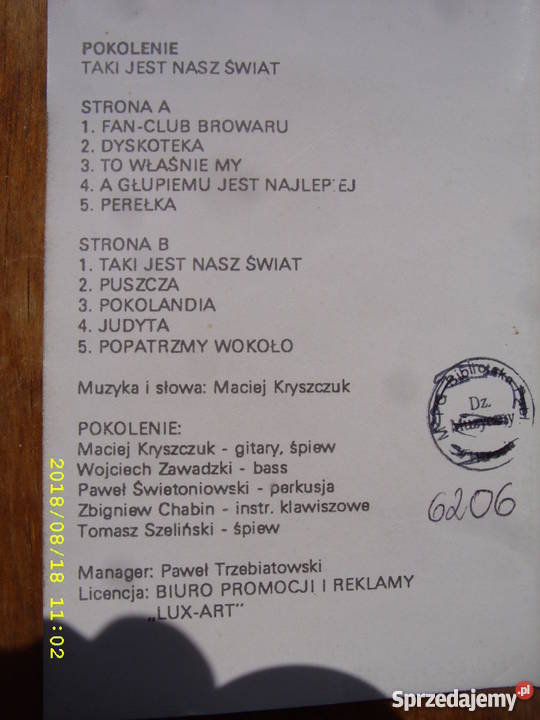 POKOLENIE
TAKI JEST NASZ ŚWIAT
STRONA A
1. FAN-CLUB BROWARU
2. DYSKOTEKA
3. TO WŁAŚNIE MY
4. A GŁUPIEMU JEST NAJLEPIEJ
5. PEREŁKA
STRONA B
1. TAKI JEST NASZ ŚWIAT
2. PUSZCZA
3. POKOLANDIA
4. JUDYTA
5. POPATRZMY WOKOŁO
Muzyka i słowa: Maciej Kryszczuk
POKOLENIE:
Maciej Kryszczuk - gitary, śpiew
Wojciech Zawadzki - bass
Paweł Świetoniowski - perkusja
Zbigniew Chabin - instr. klawiszowe
Tomasz Szeliński - śpiew
Manager: Paweł Trzebiatowski
Licencja: BIURO PROMOCJI I REKLAMY
„LUX-ART"
Dz.
Muzyczny
6206
2018/08/18 11:02
Sprzedajemy.pl